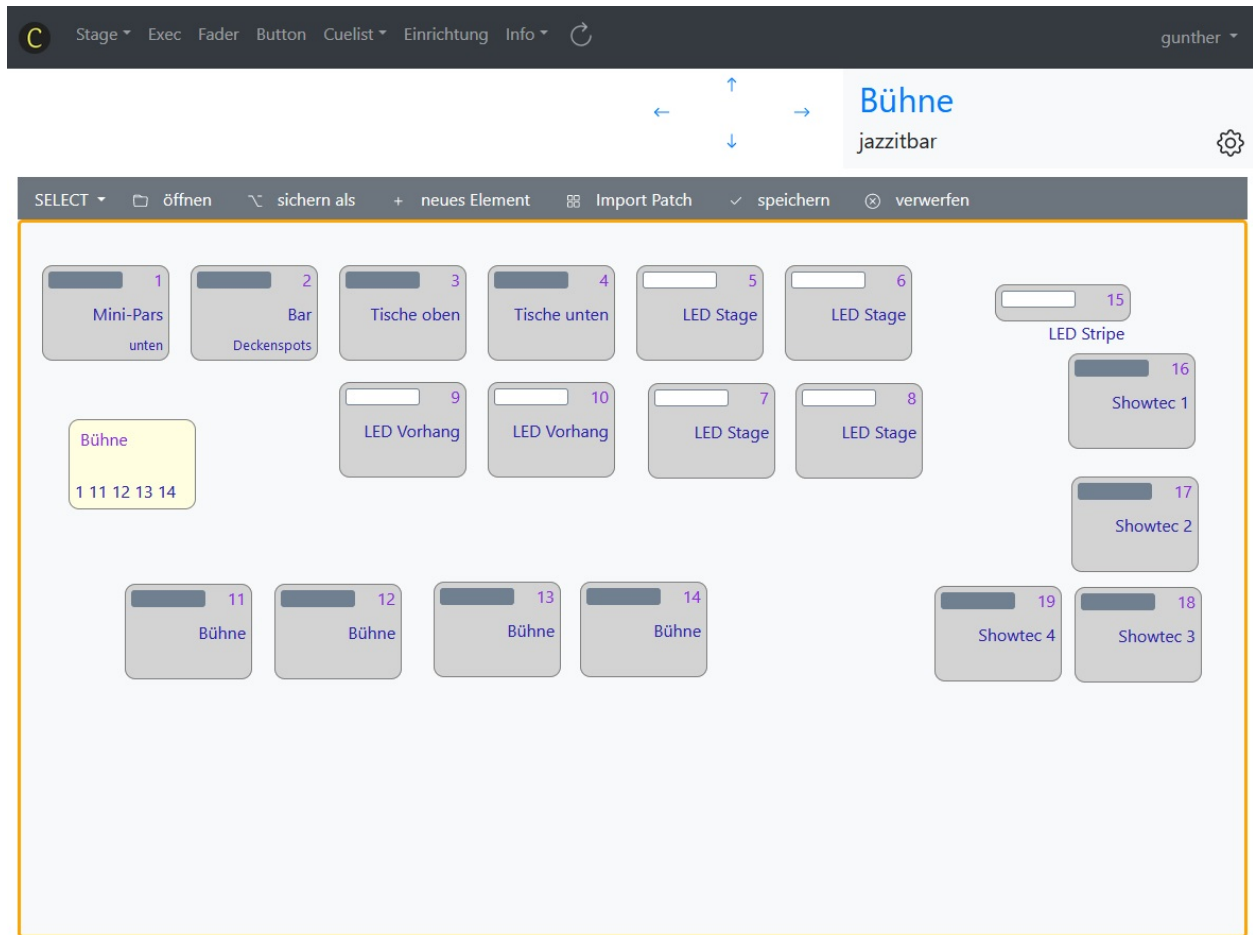 C Stage Exec Fader Button Cuelist Einrichtung Info gunther
Bühne
jazzitbar
SELECT öffnen sichern als + neues Element Import Patch speichern verwerfen
1 2 3 4 5 6
Mini-Pars Bar Tische oben Tische unten LED Stage LED Stage
unten Deckenspots
15
LED Stripe
16
Showtec 1
9 10 7 8
LED Vorhang LED Vorhang LED Stage LED Stage
Bühne
1 11 12 13 14
17
Showtec 2
11 12 13 14
Bühne Bühne Bühne Bühne
19 18
Showtec 4 Showtec 3